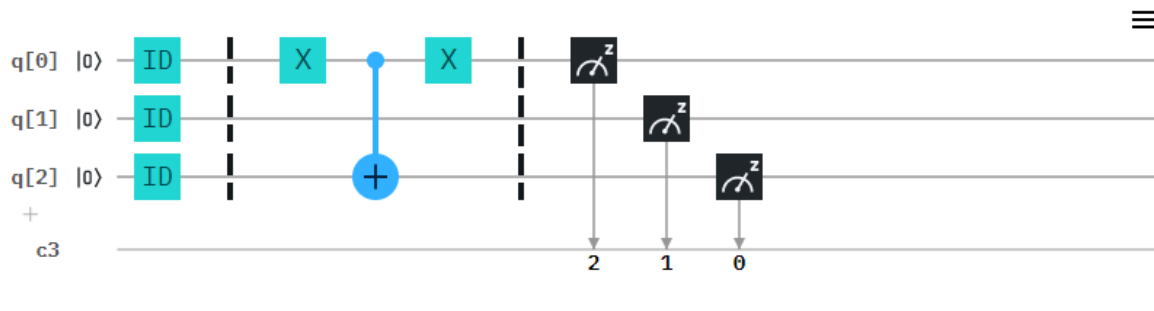 q[0] |0⟩ ID X X z
q[1] |0⟩ ID z
q[2] |0⟩ ID + z
+
c3
2 1 0